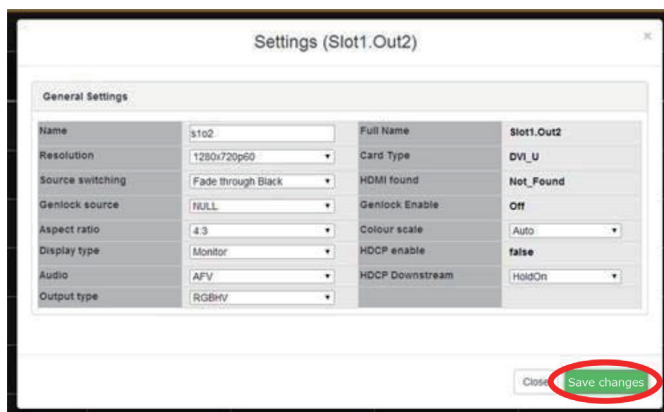 Settings (Slot1.Out2)
×
General Settings
Name s1o2 Full Name Slot1.Out2
Resolution 1280x720p60 Card Type DVI_U
Source switching Fade through Black HDMI found Not_Found
Genlock source NULL Genlock Enable Off
Aspect ratio 4:3 Colour scale Auto
Display type Monitor HDCP enable false
Audio AFV HDCP Downstream HoldOn
Output type RGBHV
Close Save changes